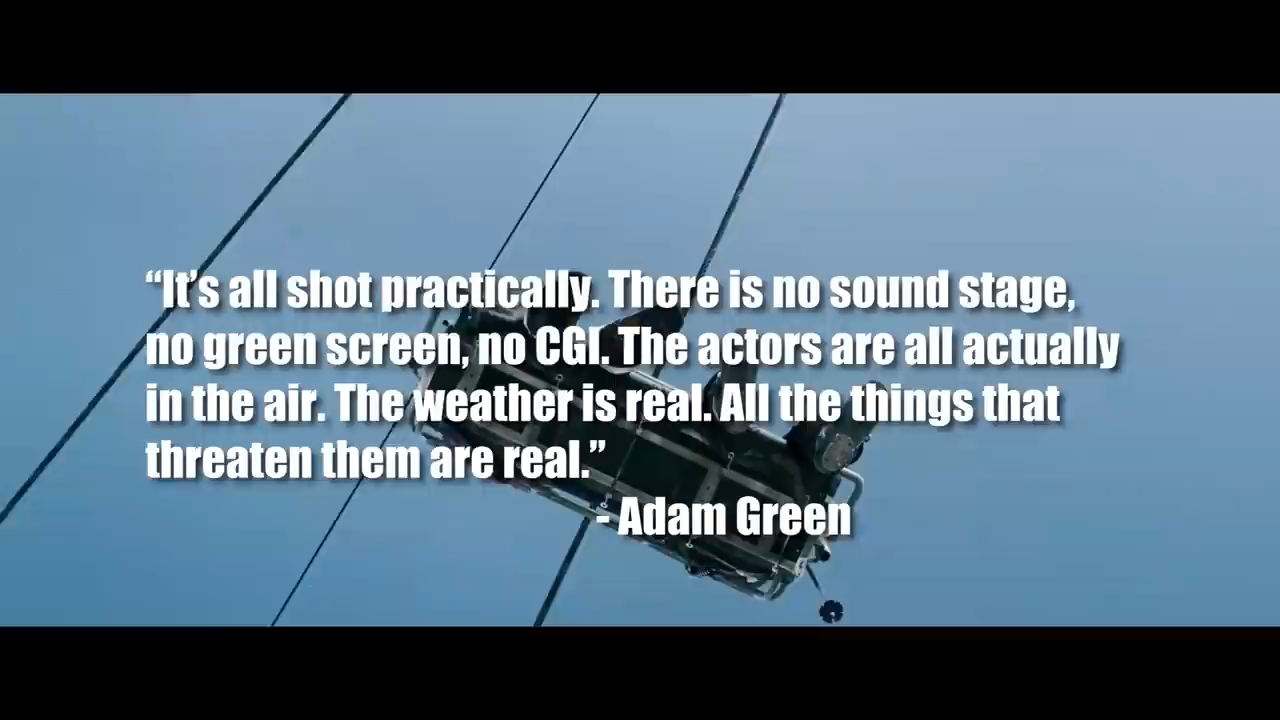 “It’s all shot practically. There is no sound stage,
no green screen, no CGI. The actors are all actually
in the air. The weather is real. All the things that
threaten them are real.”
- Adam Green